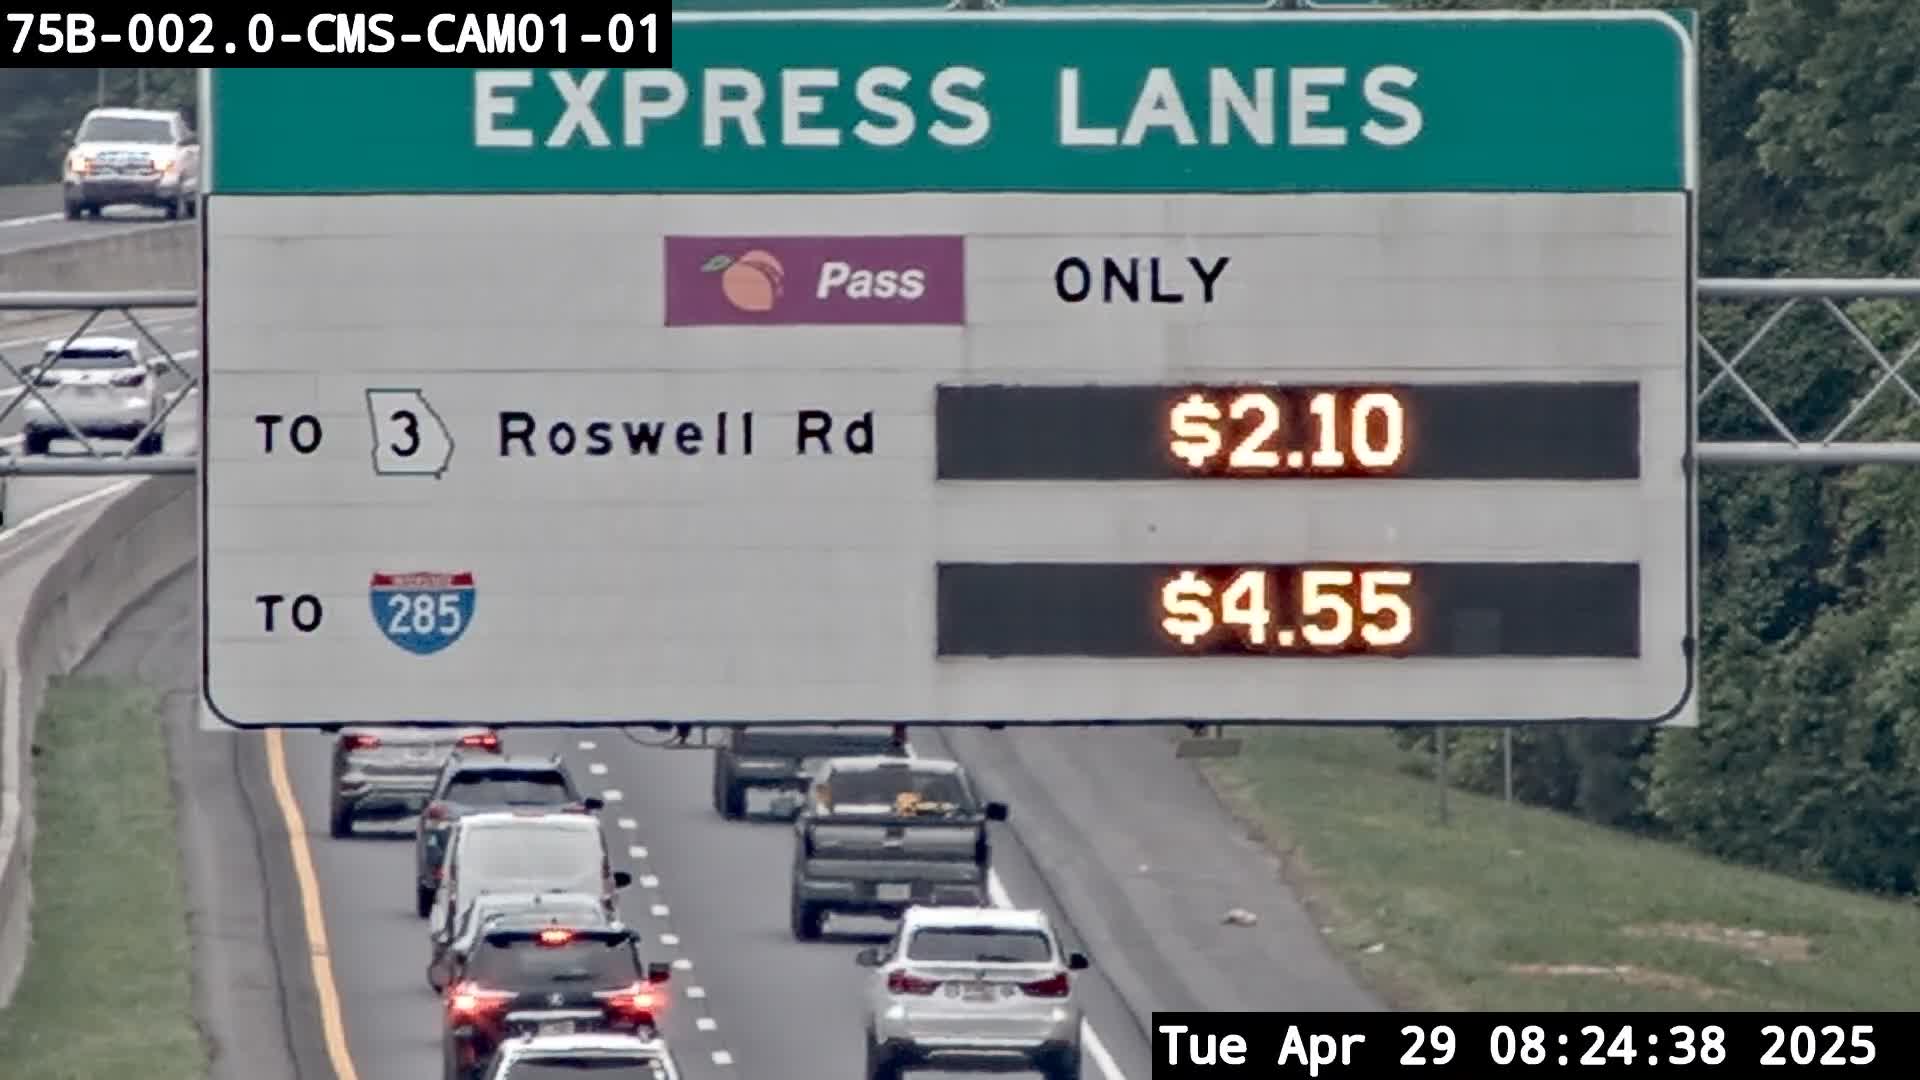 75B-002.0-CMS-CAM01-01
EXPRESS LANES
Pass ONLY
TO 3 Roswell Rd $2.10
INTERSTATE
TO 285 $4.55
Tue Apr 29 08:24:38 2025